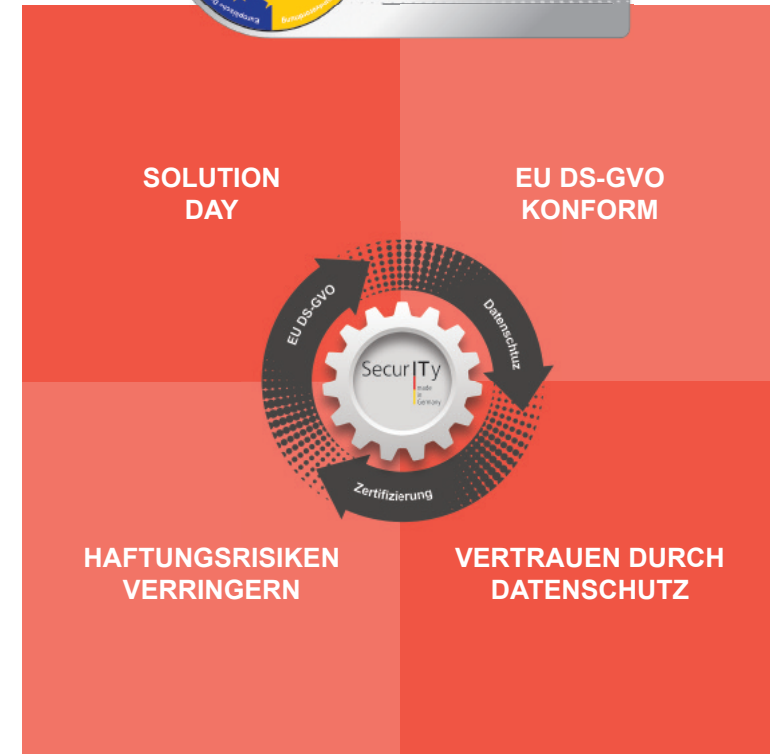 SOLUTION
DAY
EU DS-GVO
KONFORM
EU DS-GVO
Datenschtuz
SecurITy
made
in
Germany
Zertifizierung
HAFTUNGSRISIKEN
VERRINGERN
VERTRAUEN DURCH
DATENSCHUTZ